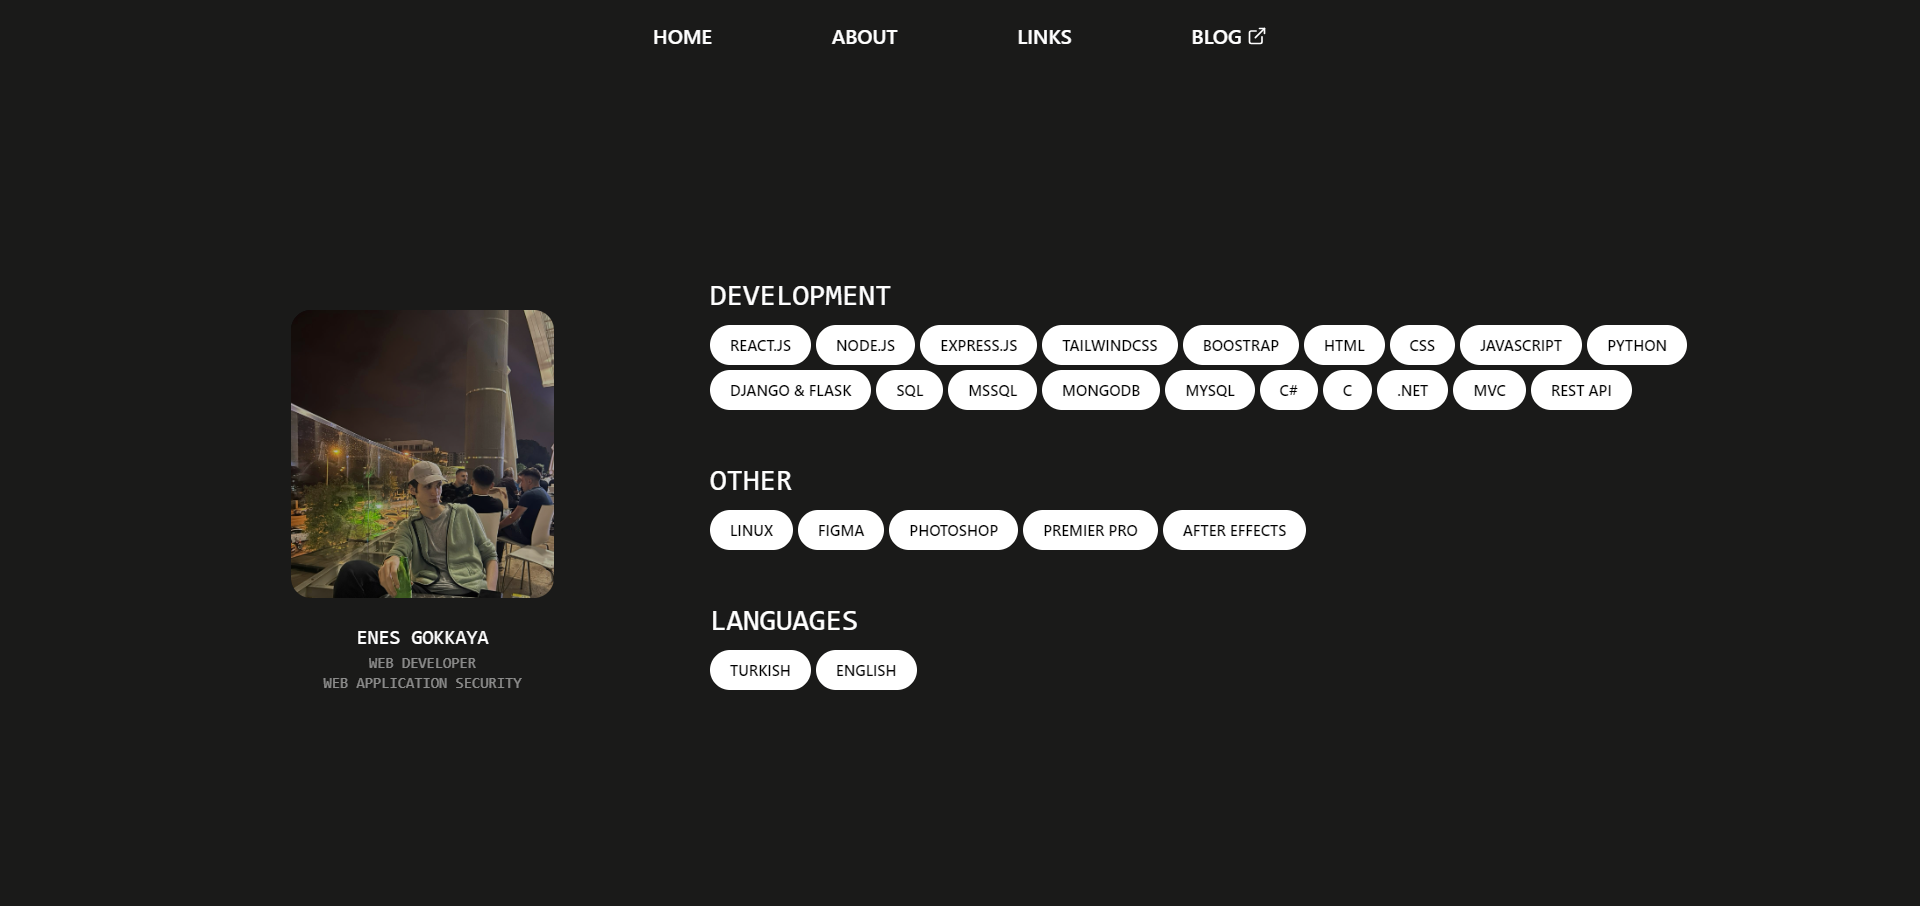 HOME ABOUT LINKS BLOG
DEVELOPMENT
REACT.JS NODE.JS EXPRESS.JS TAILWINDCSS BOOSTRAP HTML CSS JAVASCRIPT PYTHON
DJANGO & FLASK SQL MSSQL MONGODB MYSQL C# C .NET MVC REST API
OTHER
LINUX FIGMA PHOTOSHOP PREMIER PRO AFTER EFFECTS
LANGUAGES
TURKISH ENGLISH
ENES GOKKAYA
WEB DEVELOPER
WEB APPLICATION SECURITY